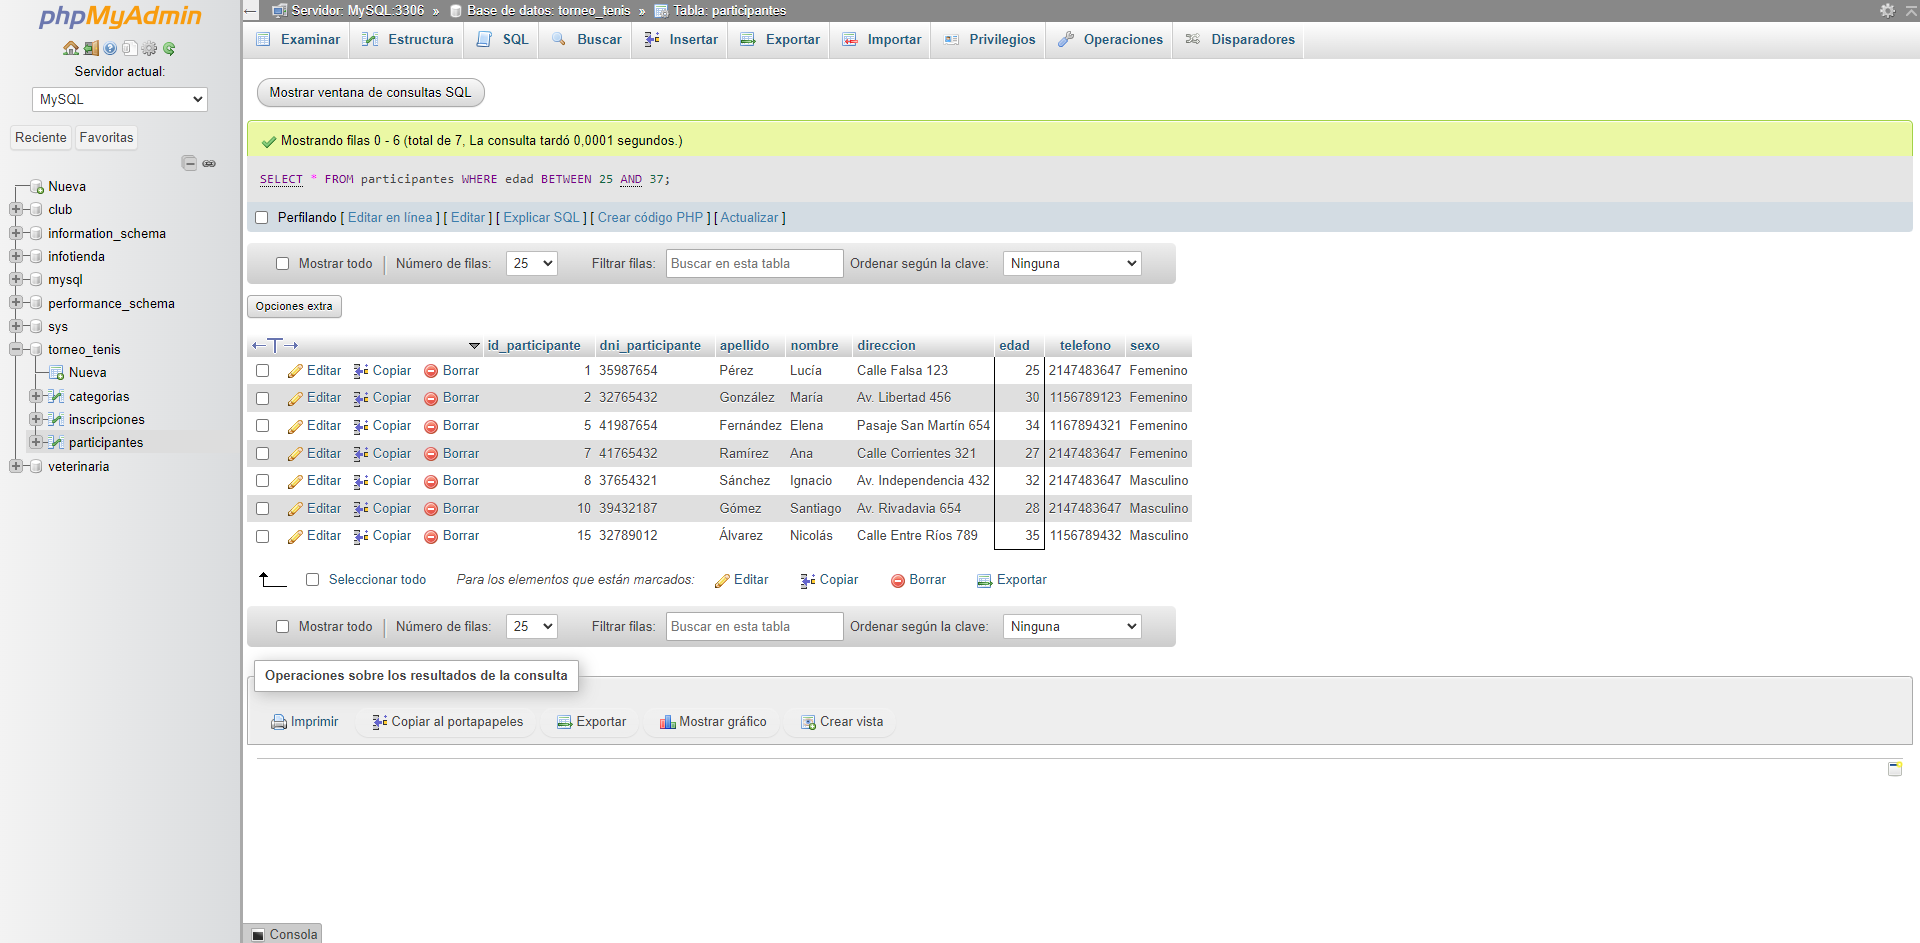 phpMyAdmin
Servidor actual:
MySQL
Reciente Favoritas
Nueva
club
information_schema
infotienda
mysql
performance_schema
sys
torneo_tenis
Nueva
categorias
inscripciones
participantes
veterinaria
Servidor: MySQL:3306 » Base de datos: torneo_tenis » Tabla: participantes
Examinar Estructura SQL Buscar Insertar Exportar Importar Privilegios Operaciones Disparadores
Mostrar ventana de consultas SQL
Mostrando filas 0 - 6 (total de 7, La consulta tardó 0,0001 segundos.)
SELECT * FROM participantes WHERE edad BETWEEN 25 AND 37;
Perfilando [ Editar en línea ] [ Editar ] [ Explicar SQL ] [ Crear código PHP ] [ Actualizar ]
Mostrar todo Número de filas: 25 Filtrar filas: Buscar en esta tabla Ordenar según la clave: Ninguna
Opciones extra
id_participante dni_participante apellido nombre direccion edad telefono sexo
Editar Copiar Borrar 1 35987654 Pérez Lucía Calle Falsa 123 25 2147483647 Femenino
Editar Copiar Borrar 2 32765432 González María Av. Libertad 456 30 1156789123 Femenino
Editar Copiar Borrar 5 41987654 Fernández Elena Pasaje San Martín 654 34 1167894321 Femenino
Editar Copiar Borrar 7 41765432 Ramírez Ana Calle Corrientes 321 27 2147483647 Femenino
Editar Copiar Borrar 8 37654321 Sánchez Ignacio Av. Independencia 432 32 2147483647 Masculino
Editar Copiar Borrar 10 39432187 Gómez Santiago Av. Rivadavia 654 28 2147483647 Masculino
Editar Copiar Borrar 15 32789012 Álvarez Nicolás Calle Entre Ríos 789 35 1156789432 Masculino
Seleccionar todo Para los elementos que están marcados: Editar Copiar Borrar Exportar
Mostrar todo Número de filas: 25 Filtrar filas: Buscar en esta tabla Ordenar según la clave: Ninguna
Operaciones sobre los resultados de la consulta
Imprimir Copiar al portapapeles Exportar Mostrar gráfico Crear vista
Consola